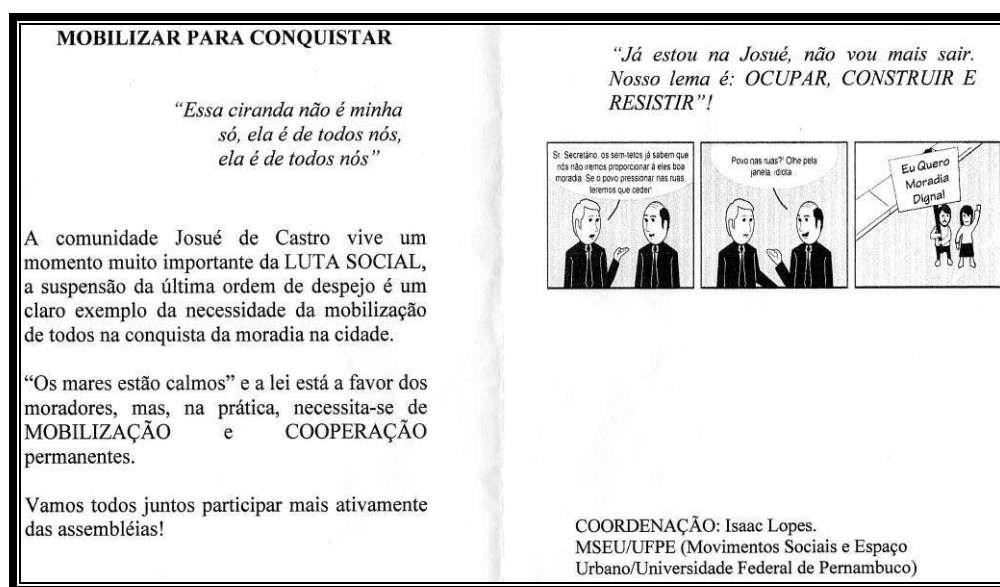 MOBILIZAR PARA CONQUISTAR
“Essa ciranda não é minha
só, ela é de todos nós,
ela é de todos nós”
A comunidade Josué de Castro vive um
momento muito importante da LUTA SOCIAL,
a suspensão da última ordem de despejo é um
claro exemplo da necessidade da mobilização
de todos na conquista da moradia na cidade.
“Os mares estão calmos” e a lei está a favor dos
moradores, mas, na prática, necessita-se de
MOBILIZAÇÃO e COOPERAÇÃO
permanentes.
Vamos todos juntos participar mais ativamente
das assembléias!
“Já estou na Josué, não vou mais sair.
Nosso lema é: OCUPAR, CONSTRUIR E
RESISTIR”!
Sr. Secretário, os sem-tetos já sabem que
nós não iremos proporcionar à eles boa
moradia. Se o povo pressionar nas ruas,
teremos que ceder!
Povo nas ruas? Olhe pela
janela, idiota.
Eu Quero
Moradia
Digna!
COORDENAÇÃO: Isaac Lopes.
MSEU/UFPE (Movimentos Sociais e Espaço
Urbano/Universidade Federal de Pernambuco)